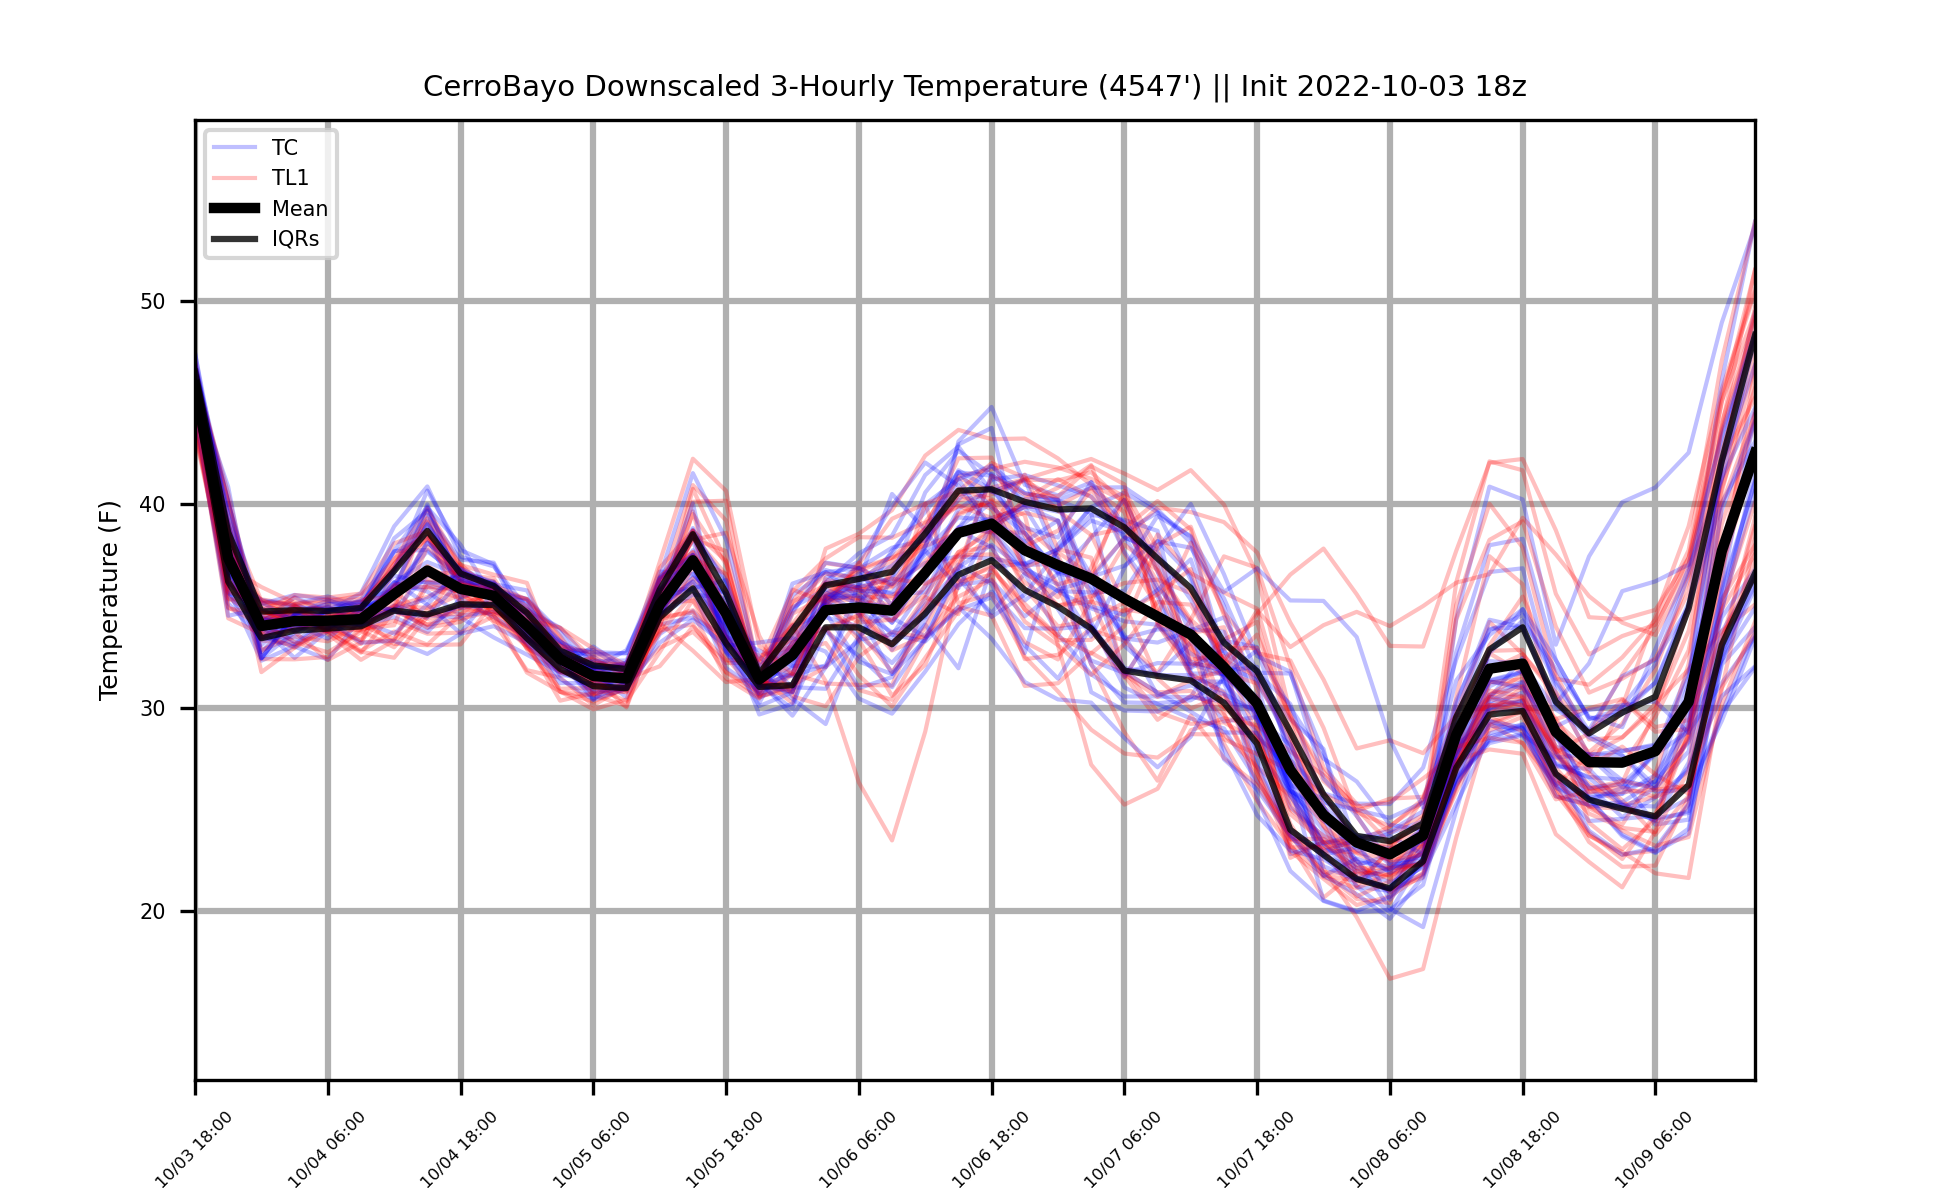 CerroBayo Downscaled 3-Hourly Temperature (4547') || Init 2022-10-03 18z
TC
TL1
Mean
IQRs
Temperature (F)
50
40
30
20
10/03 18:00
10/04 06:00
10/04 18:00
10/05 06:00
10/05 18:00
10/06 06:00
10/06 18:00
10/07 06:00
10/07 18:00
10/08 06:00
10/08 18:00
10/09 06:00